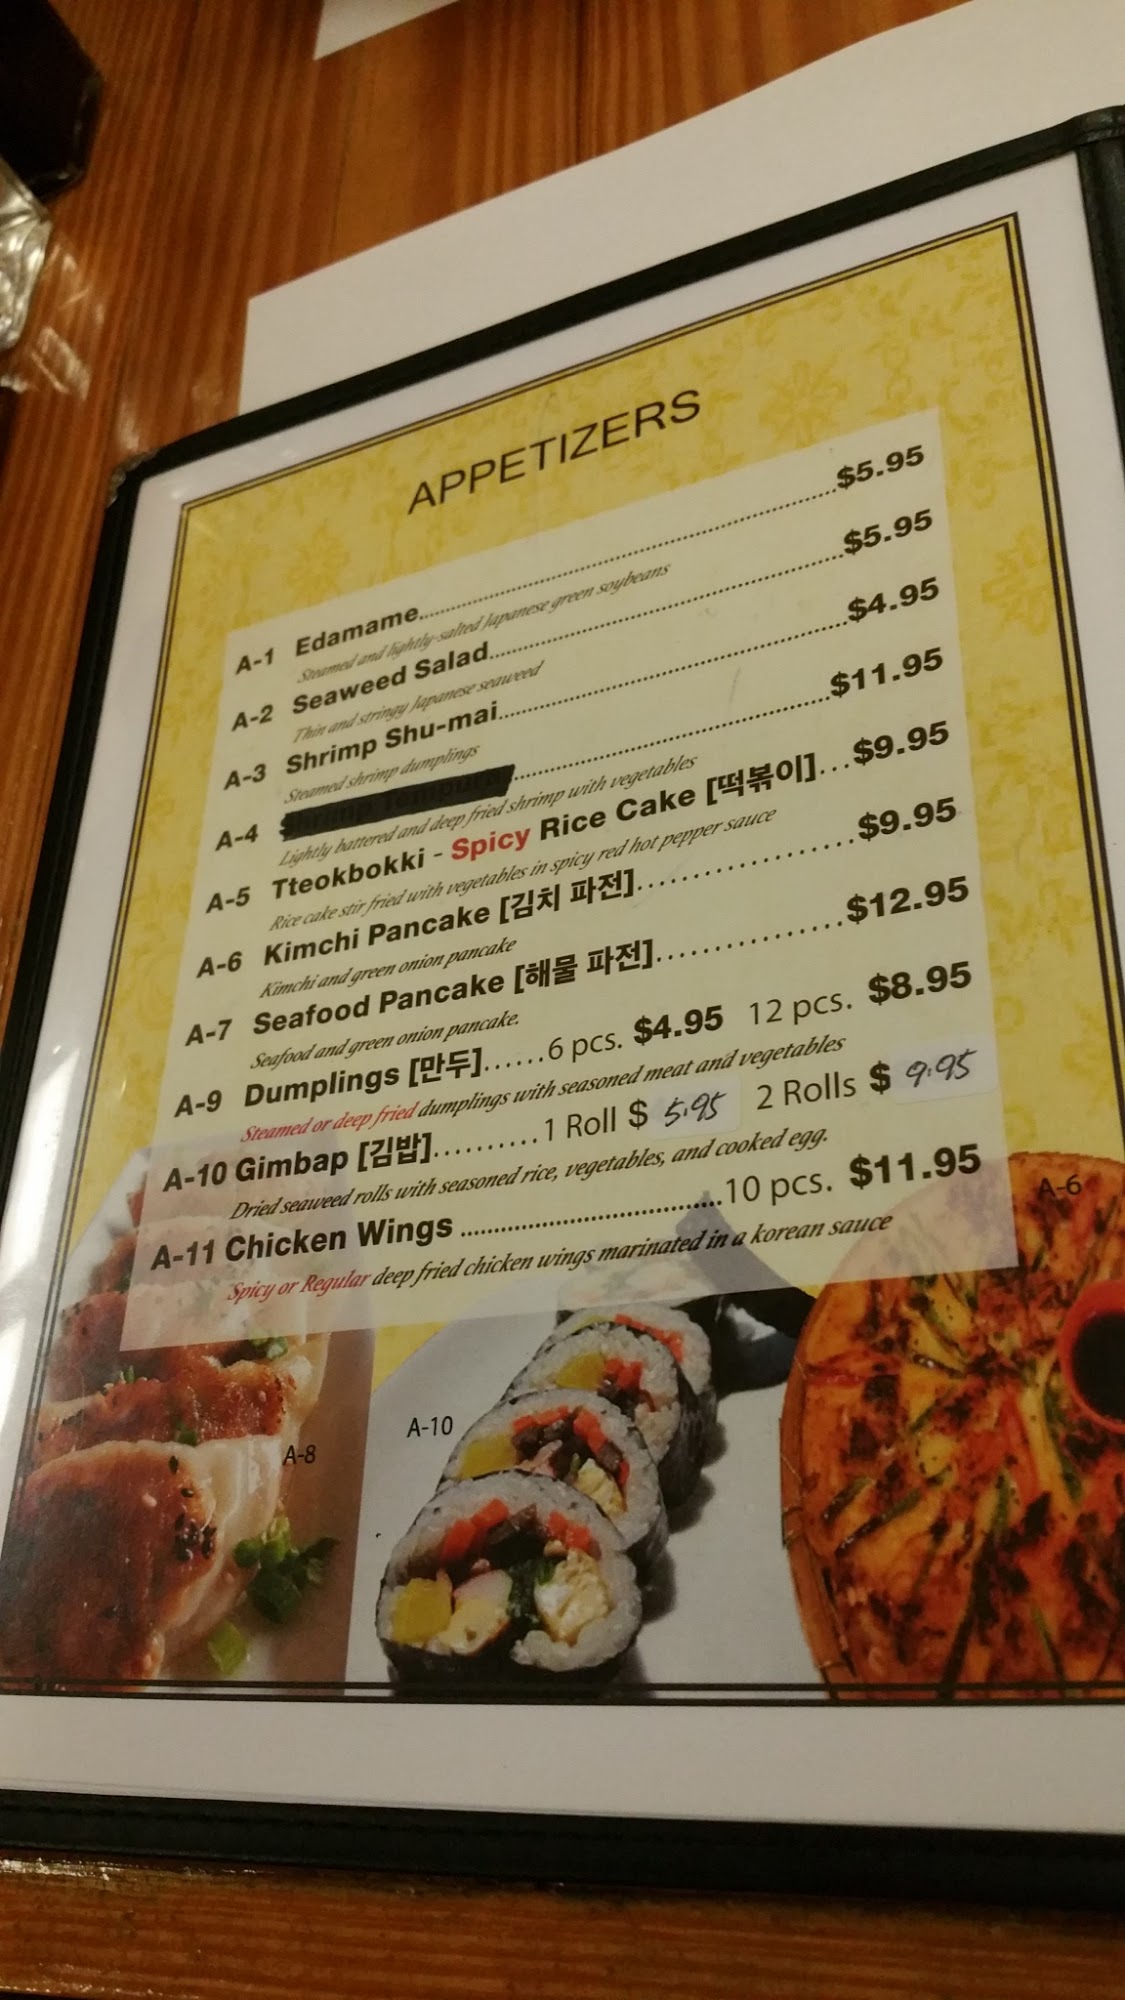 APPETIZERS
A-1 Edamame..........$5.95
Steamed and lightly-salted Japanese green soybeans
A-2 Seaweed Salad..........$5.95
Thin and stringy Japanese seaweed
A-3 Shrimp Shu-mai..........$4.95
Steamed shrimp dumplings
A-4 Shrimp Tempura..........$11.95
Lightly battered and deep fried shrimp with vegetables
A-5 Tteokbokki - Spicy Rice Cake [떡볶이]...$9.95
Rice cake stir fried with vegetables in spicy red hot pepper sauce
A-6 Kimchi Pancake [김치 파전]..........$9.95
Kimchi and green onion pancake
A-7 Seafood Pancake [해물 파전]..........$12.95
Seafood and green onion pancake.
A-9 Dumplings [만두]......6 pcs. $4.95 12 pcs. $8.95
Steamed or deep fried dumplings with seasoned meat and vegetables
A-10 Gimbap [김밥]..........1 Roll $ 5.95 2 Rolls $ 9.95
Dried seaweed rolls with seasoned rice, vegetables, and cooked egg.
A-11 Chicken Wings ..........10 pcs. $11.95
Spicy or Regular deep fried chicken wings marinated in a korean sauce
A-6
A-10
A-8